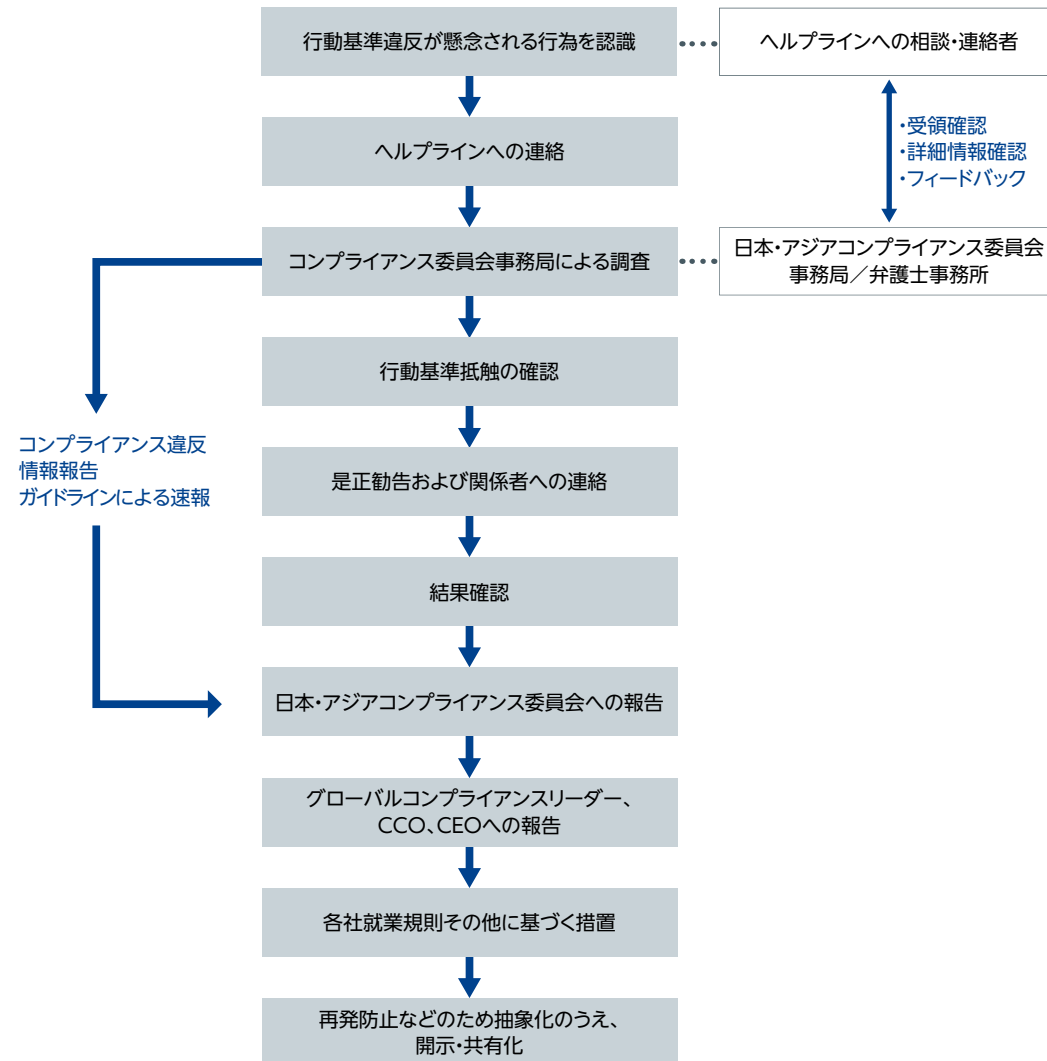 行動基準違反が懸念される行為を認識
ヘルプラインへの相談・連絡者
・受領確認
・詳細情報確認
・フィードバック
ヘルプラインへの連絡
コンプライアンス委員会事務局による調査
日本・アジアコンプライアンス委員会
事務局／弁護士事務所
行動基準抵触の確認
コンプライアンス違反
情報報告
ガイドラインによる速報
是正勧告および関係者への連絡
結果確認
日本・アジアコンプライアンス委員会への報告
グローバルコンプライアンスリーダー、
CCO、CEOへの報告
各社就業規則その他に基づく措置
再発防止などのため抽象化のうえ、
開示・共有化